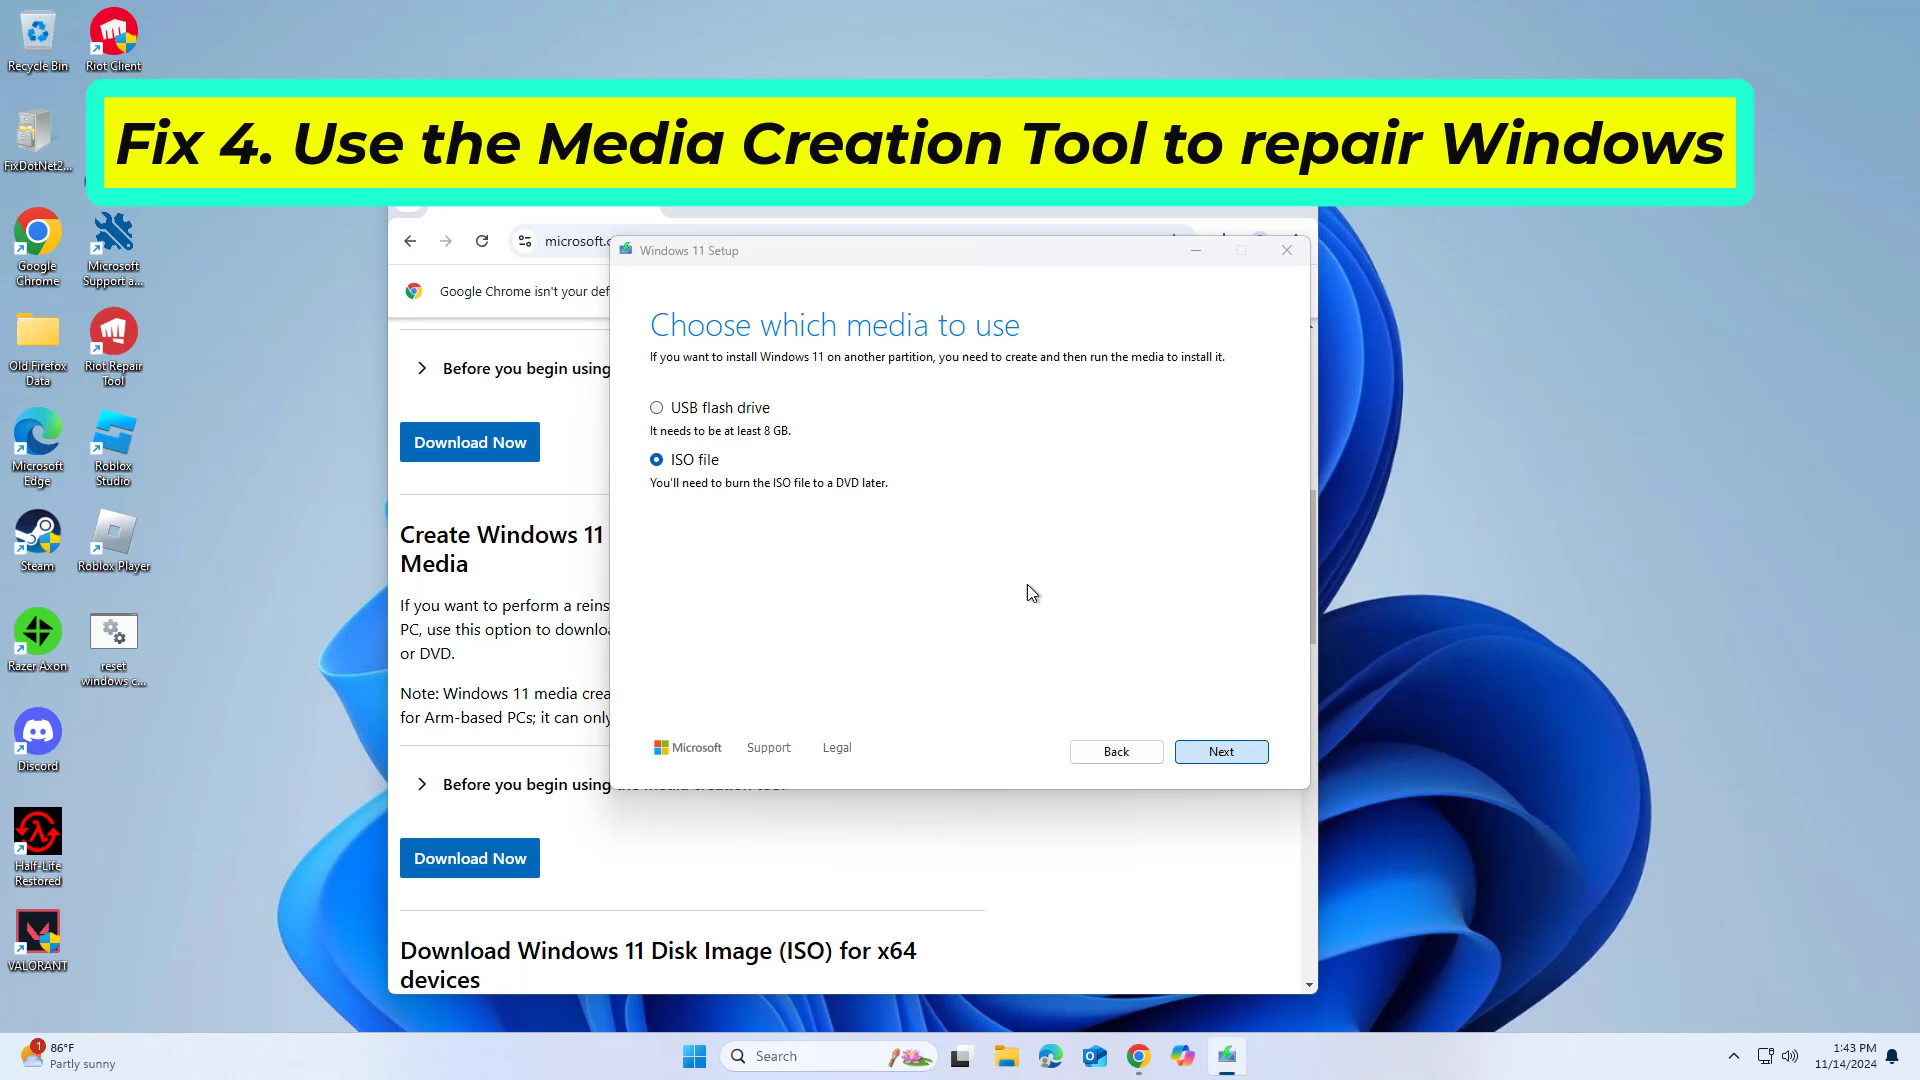 Recycle Bin
Riot Client
Fix 4. Use the Media Creation Tool to repair Windows
FixDotNet2...
Google
Chrome
Microsoft
Support a...
Old Firefox
Data
Riot Repair
Tool
Microsoft
Edge
Roblox
Studio
Steam
Roblox Player
Razer Axon
reset
windows c...
Discord
Half-Life
Restored
VALORANT
microsoft.c
Google Chrome isn't your def
Before you begin using
Download Now
Create Windows 11
Media
If you want to perform a reins
PC, use this option to downloa
or DVD.
Note: Windows 11 media crea
for Arm-based PCs; it can only
Before you begin using the media creation tool
Download Now
Download Windows 11 Disk Image (ISO) for x64
devices
Windows 11 Setup
Choose which media to use
If you want to install Windows 11 on another partition, you need to create and then run the media to install it.
USB flash drive
It needs to be at least 8 GB.
ISO file
You'll need to burn the ISO file to a DVD later.
Microsoft
Support
Legal
Back
Next
1
86°F
Partly sunny
Search
1:43 PM
11/14/2024